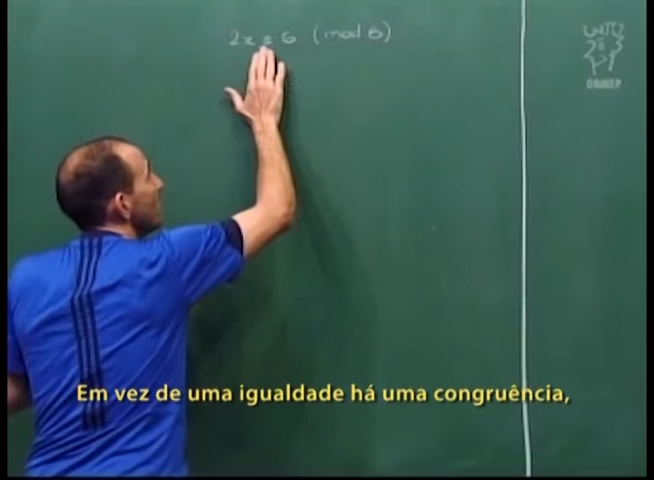 2x ≡ 6 (mod 8)
OBMEP
Em vez de uma igualdade há uma congruência,